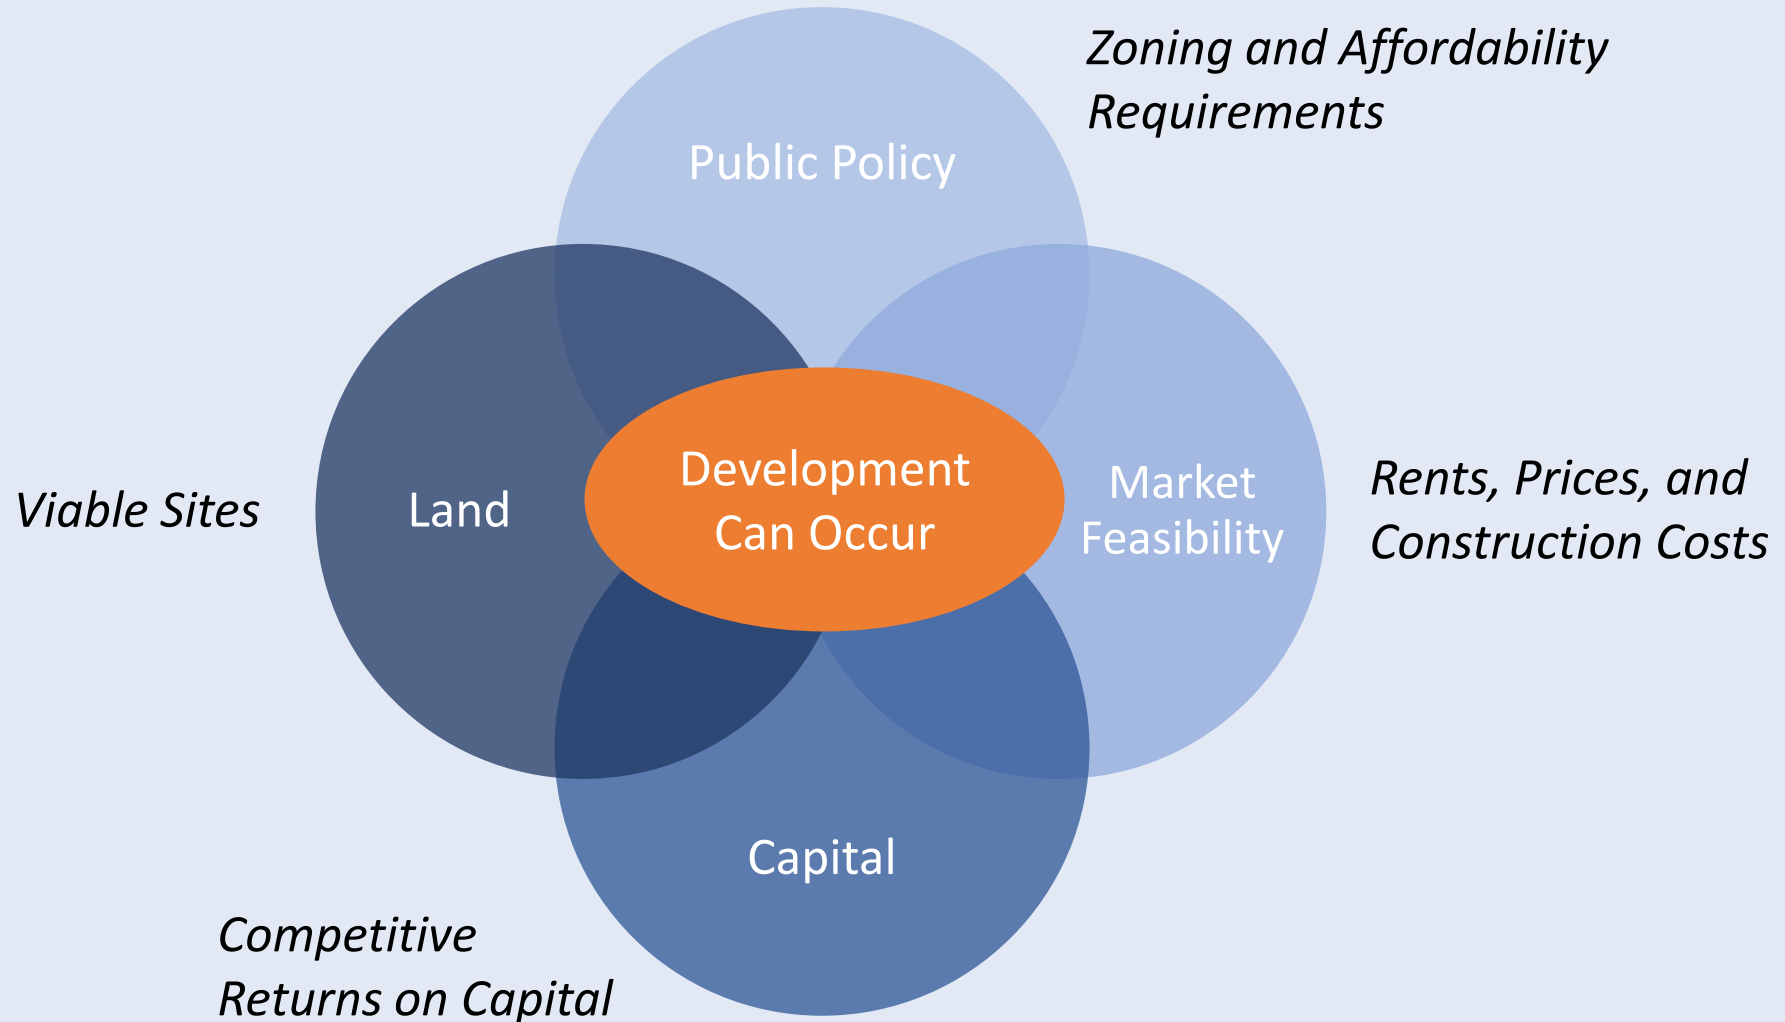 Zoning and Affordability
Requirements
Public Policy
Viable Sites
Land
Development
Can Occur
Market
Feasibility
Rents, Prices, and
Construction Costs
Capital
Competitive
Returns on Capital